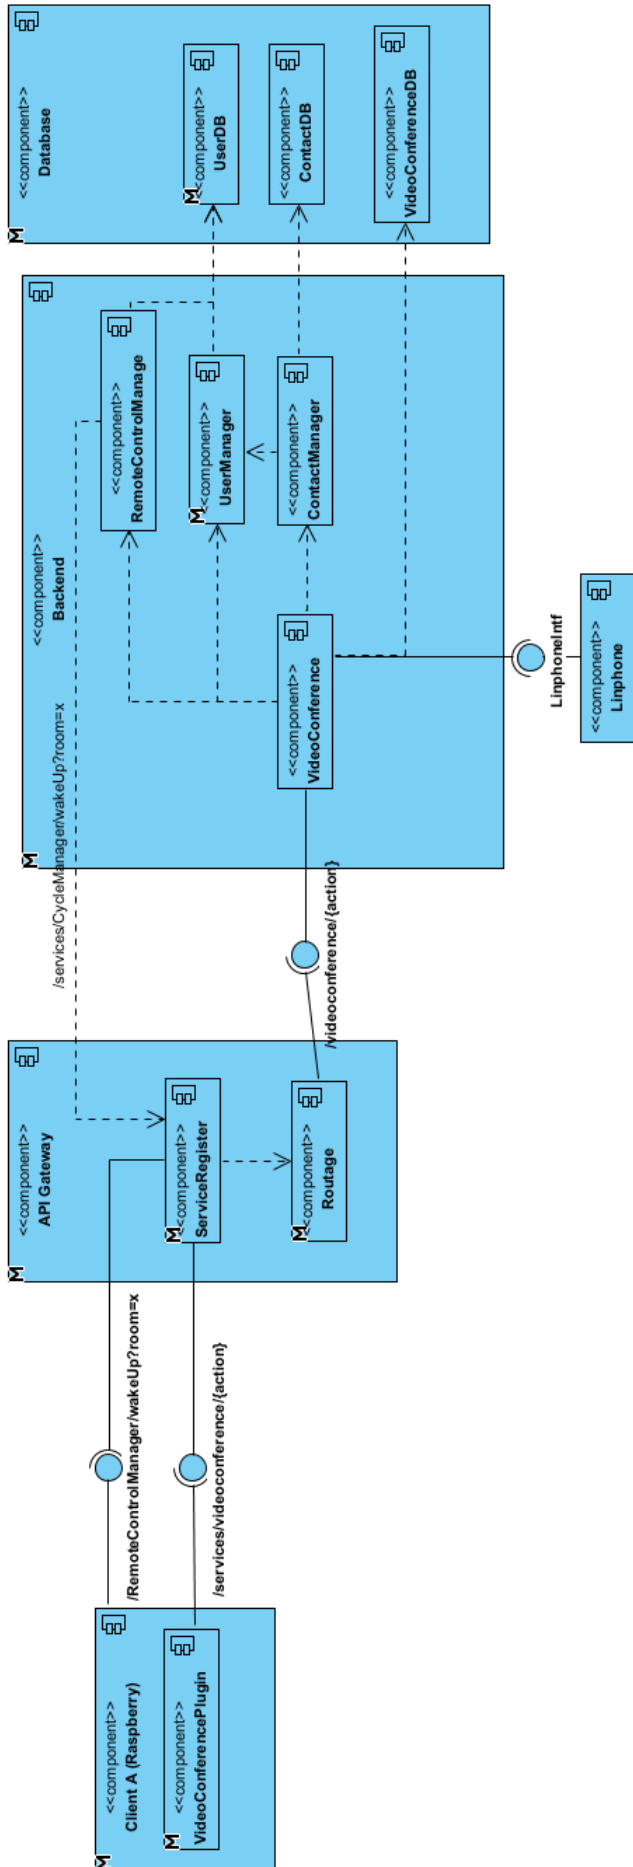 <<component>>
Client A (Raspberry)
<<component>>
VideoConferencePlugin
/RemoteControlManager/wakeUp?room=x
/services/videoconference/{action}
<<component>>
API Gateway
<<component>>
ServiceRegister
<<component>>
Routage
/services/CycleManager/wakeUp?room=x
/videoconference/{action}
<<component>>
Backend
<<component>>
RemoteControlManage
<<component>>
UserManager
<<component>>
ContactManager
<<component>>
VideoConference
LinphoneIntf
<<component>>
Linphone
<<component>>
Database
<<component>>
UserDB
<<component>>
ContactDB
<<component>>
VideoConferenceDB
M
M
M
M
M
M
M
M
M